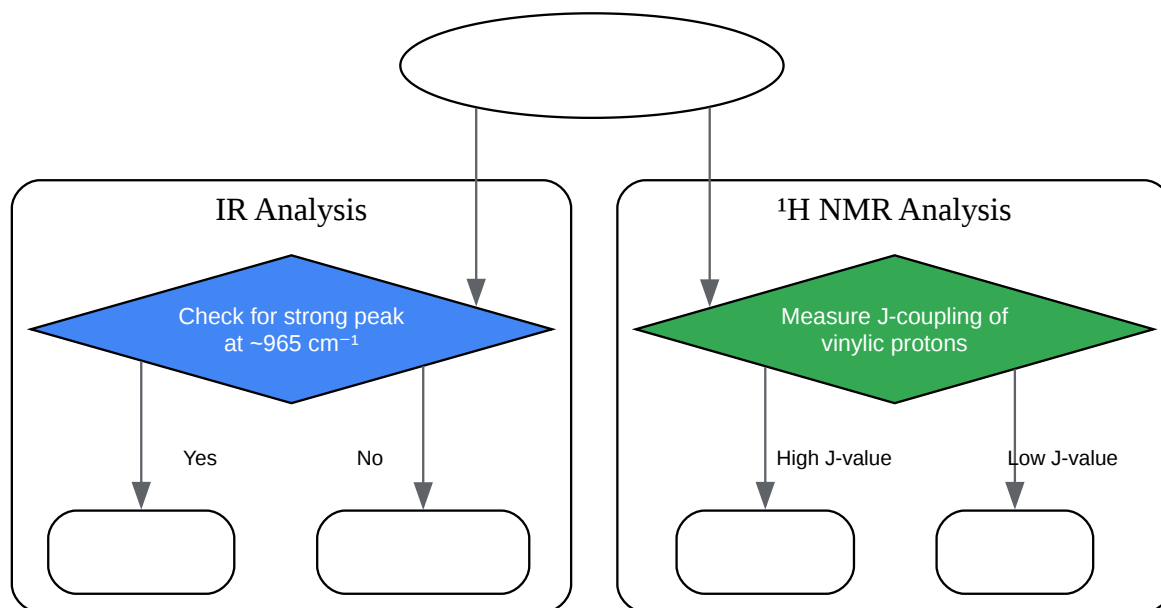 IR Analysis
¹H NMR Analysis
Check for strong peak
at ~965 cm⁻¹
Measure J-coupling of
vinylic protons
Yes
No
High J-value
Low J-value